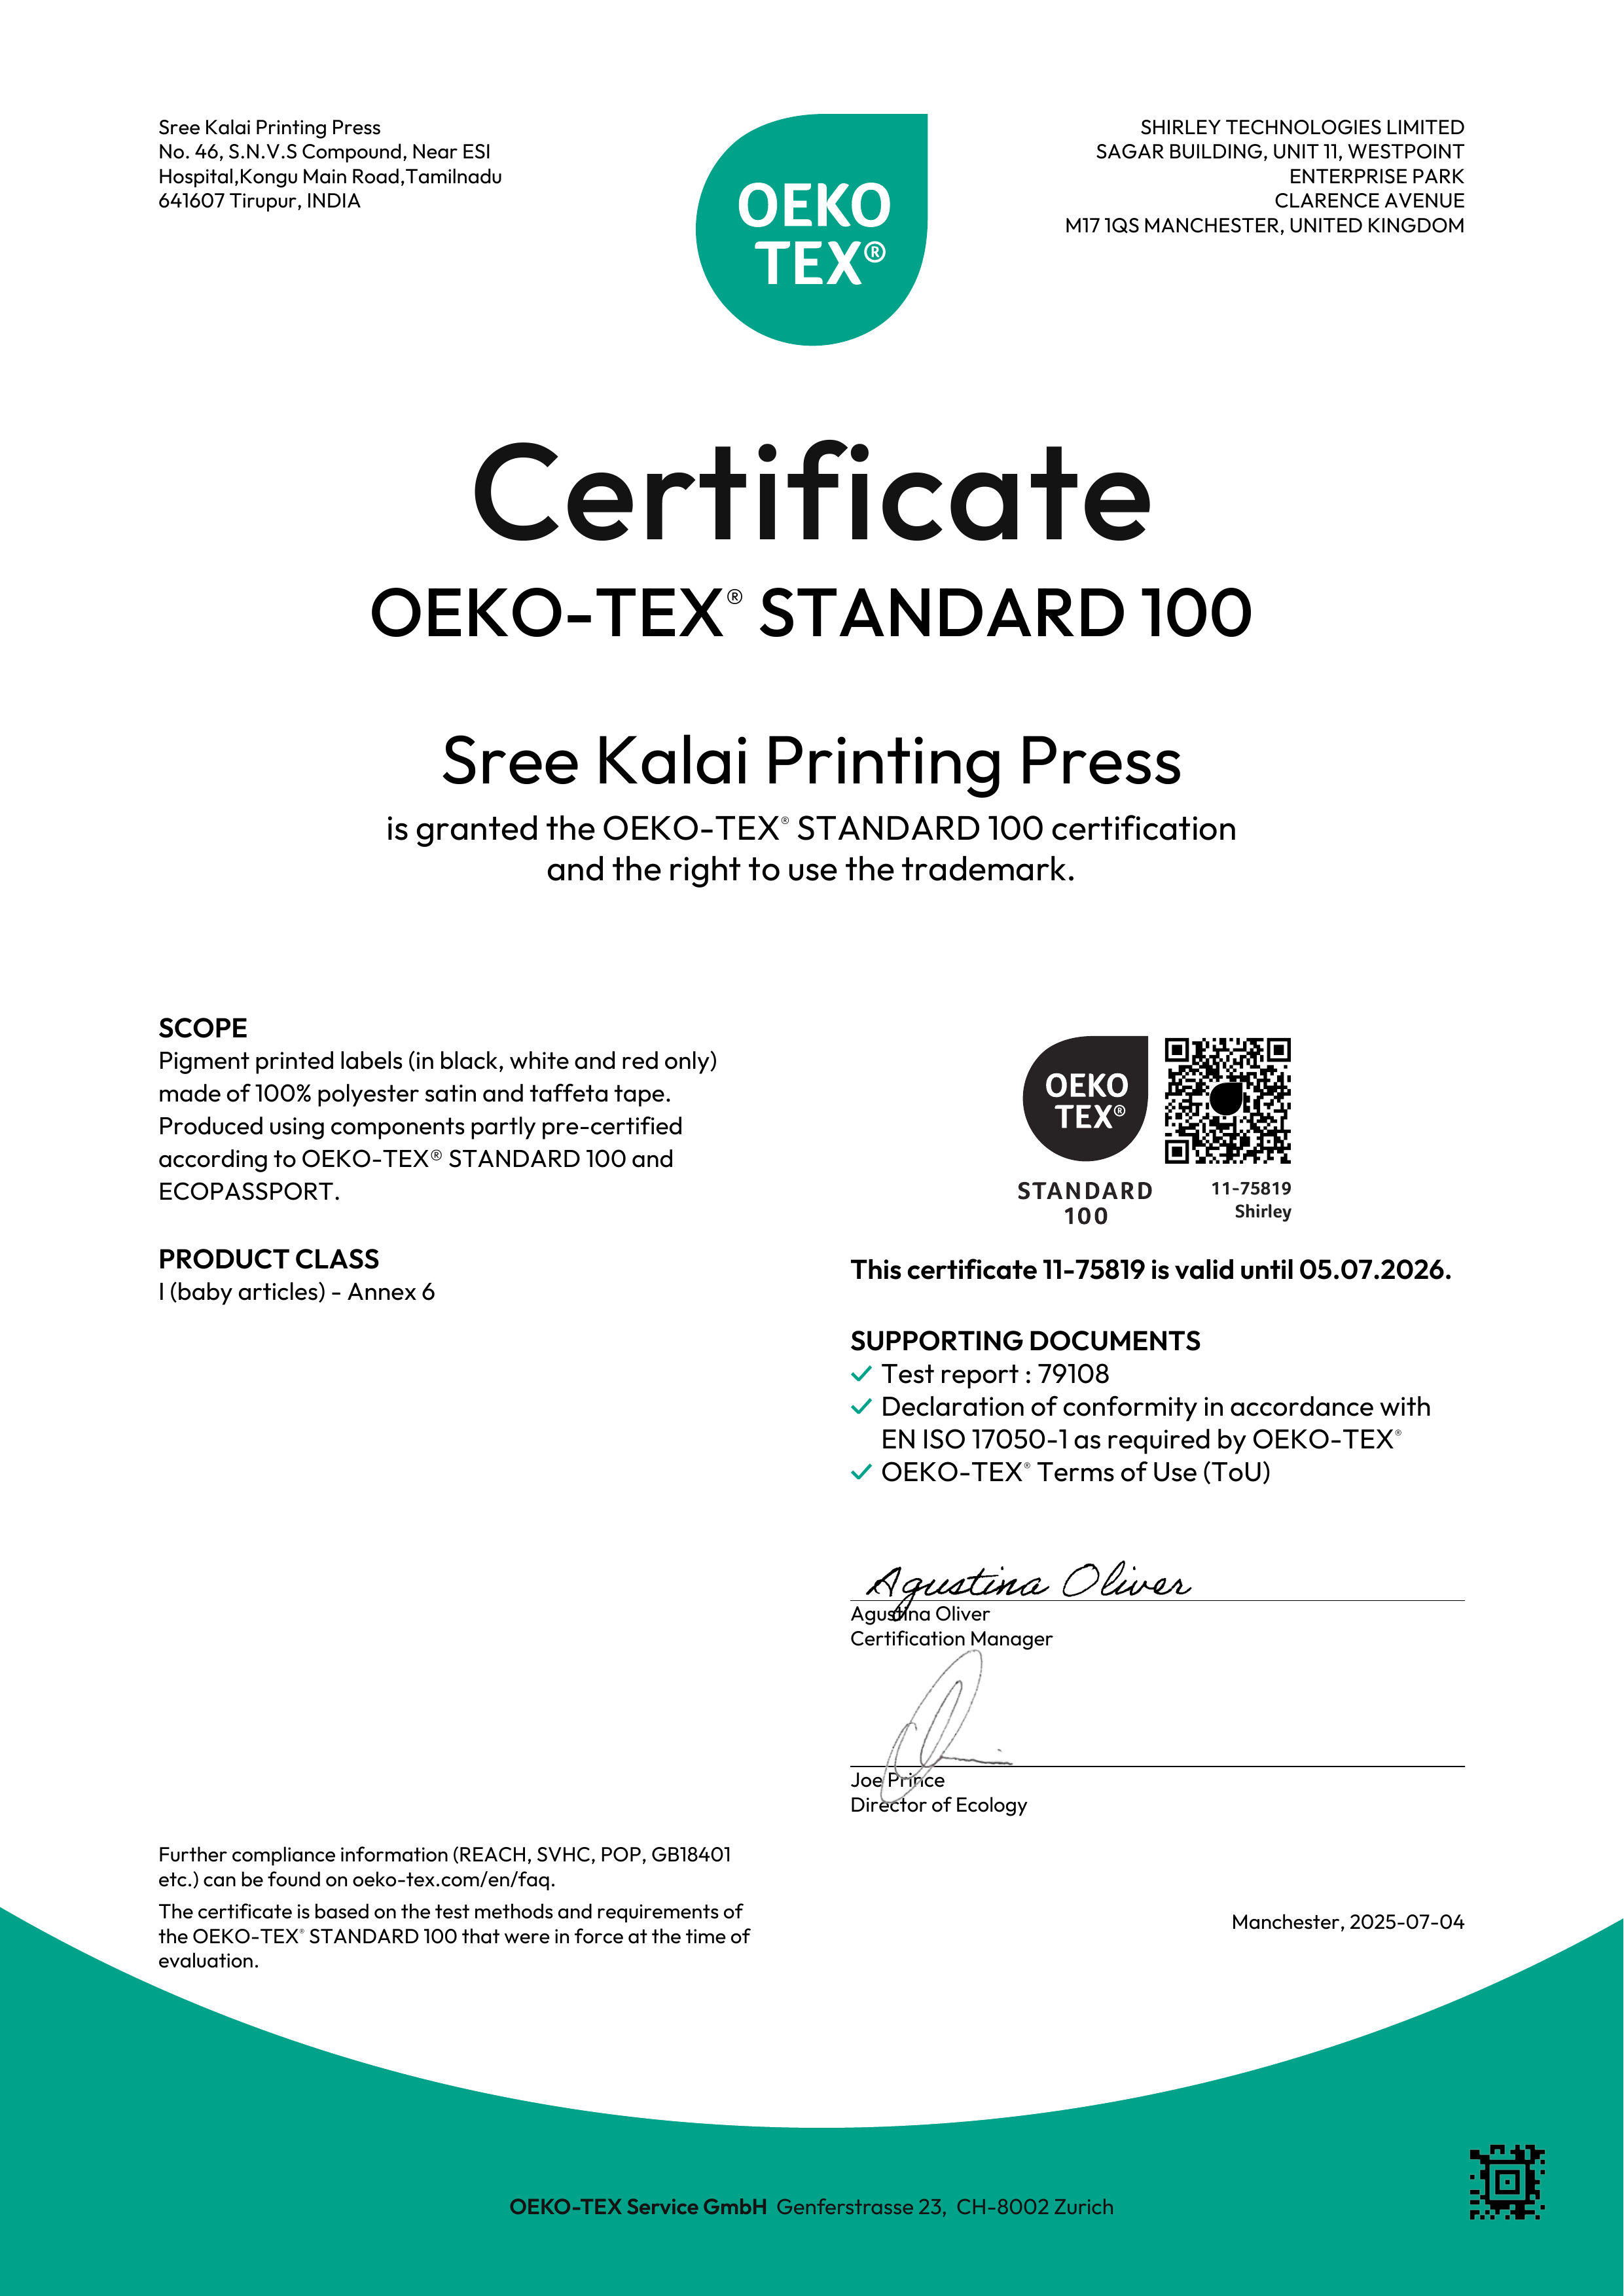 Sree Kalai Printing Press
No. 46, S.N.V.S Compound, Near ESI
Hospital,Kongu Main Road,Tamilnadu
641607 Tirupur, INDIA
OEKO
TEX®
SHIRLEY TECHNOLOGIES LIMITED
SAGAR BUILDING, UNIT 11, WESTPOINT
ENTERPRISE PARK
CLARENCE AVENUE
M17 1QS MANCHESTER, UNITED KINGDOM
Certificate
OEKO-TEX® STANDARD 100
Sree Kalai Printing Press
is granted the OEKO-TEX® STANDARD 100 certification
and the right to use the trademark.
SCOPE
Pigment printed labels (in black, white and red only)
made of 100% polyester satin and taffeta tape.
Produced using components partly pre-certified
according to OEKO-TEX® STANDARD 100 and
ECOPASSPORT.
PRODUCT CLASS
I (baby articles) - Annex 6
OEKO
TEX®
STANDARD
100
11-75819
Shirley
This certificate 11-75819 is valid until 05.07.2026.
SUPPORTING DOCUMENTS
Test report : 79108
Declaration of conformity in accordance with
EN ISO 17050-1 as required by OEKO-TEX®
OEKO-TEX® Terms of Use (ToU)
Agustina Oliver
Agustina Oliver
Certification Manager
Joe Prince
Director of Ecology
Further compliance information (REACH, SVHC, POP, GB18401
etc.) can be found on oeko-tex.com/en/faq.
The certificate is based on the test methods and requirements of
the OEKO-TEX® STANDARD 100 that were in force at the time of
evaluation.
Manchester, 2025-07-04
OEKO-TEX Service GmbH Genferstrasse 23, CH-8002 Zurich